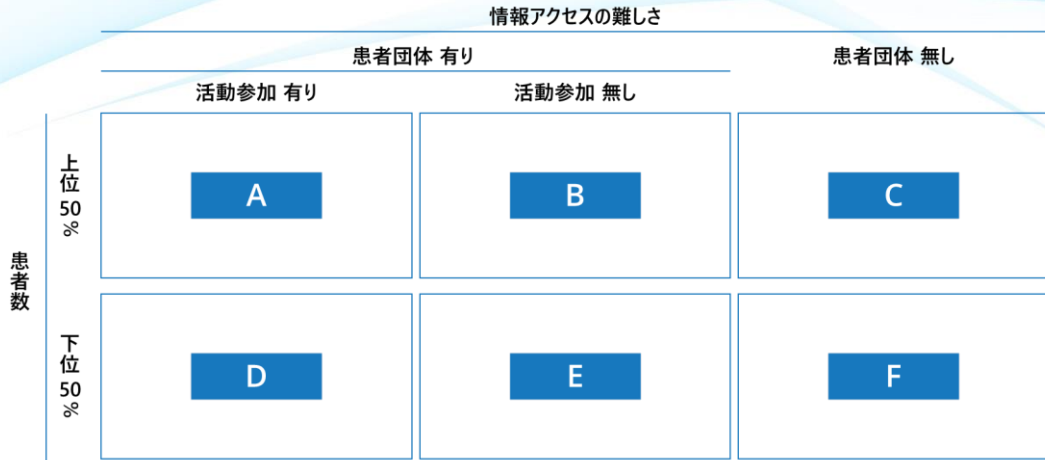 情報アクセスの難しさ
患者団体 有り
患者団体 無し
活動参加 有り
活動参加 無し
患者数
上位50%
A
B
C
下位50%
D
E
F